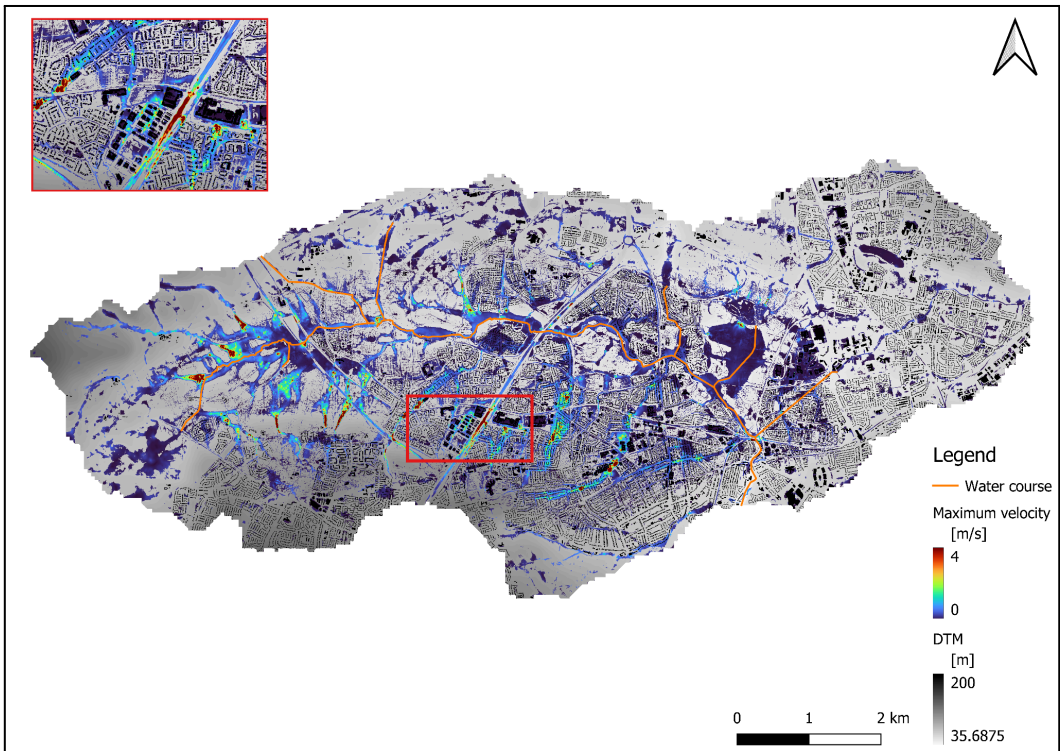 Legend
Water course
Maximum velocity
[m/s]
4
0
DTM
[m]
200
35.6875
0 1 2 km